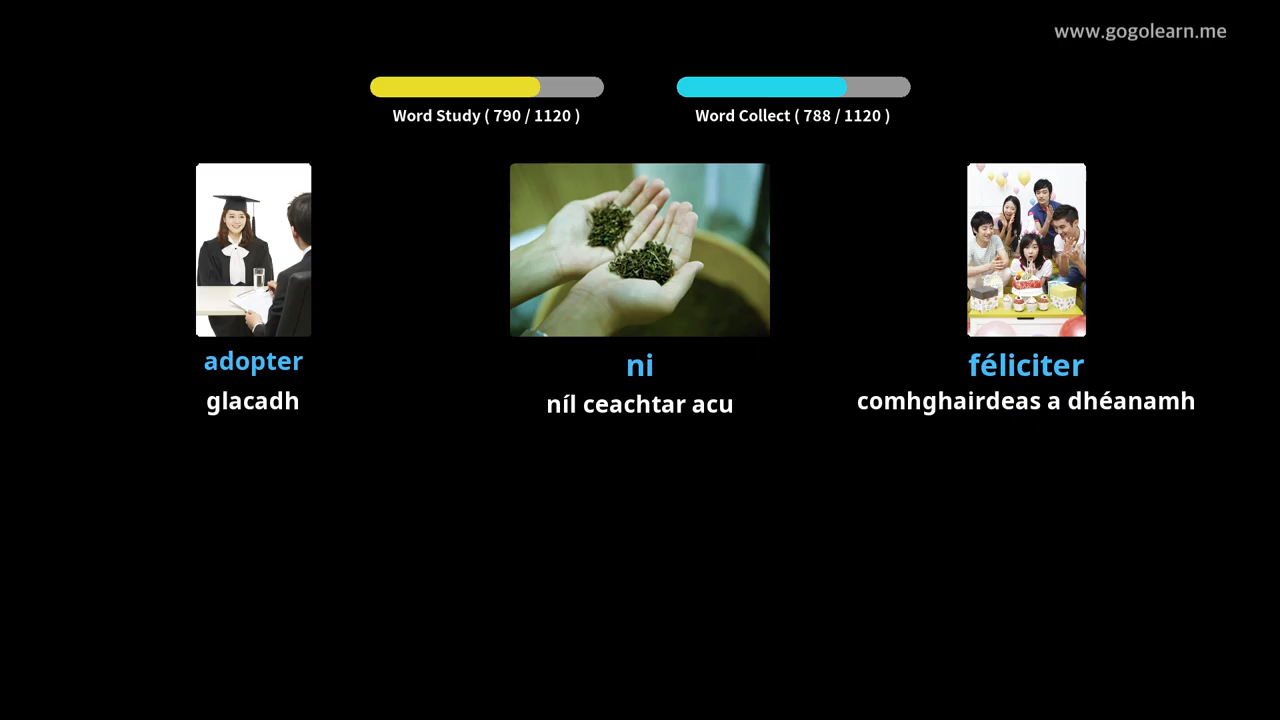 www.gogolearn.me
Word Study ( 790 / 1120 )
Word Collect ( 788 / 1120 )
adopter
glacadh
ni
níl ceachtar acu
féliciter
comhghairdeas a dhéanamh